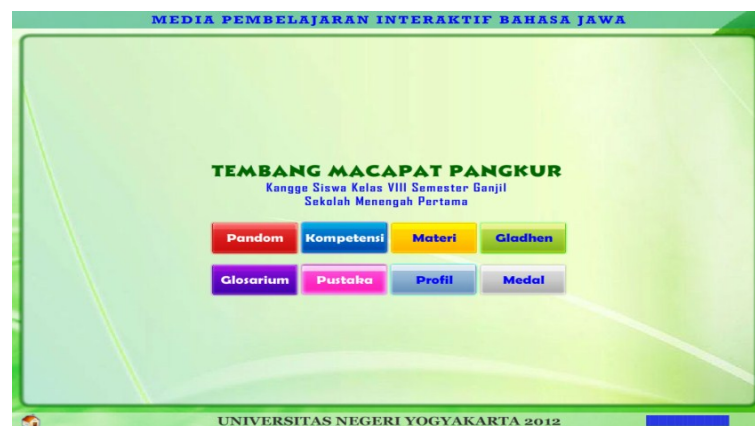 MEDIA PEMBELAJARAN INTERAKTIF BAHASA JAWA
TEMBANG MACAPAT PANGKUR
Kangge Siswa Kelas VIII Semester Ganjil
Sekolah Menengah Pertama
Pandom Kompetensi Materi Gladhen
Glosarium Pustaka Profil Medal
UNIVERSITAS NEGERI YOGYAKARTA 2012